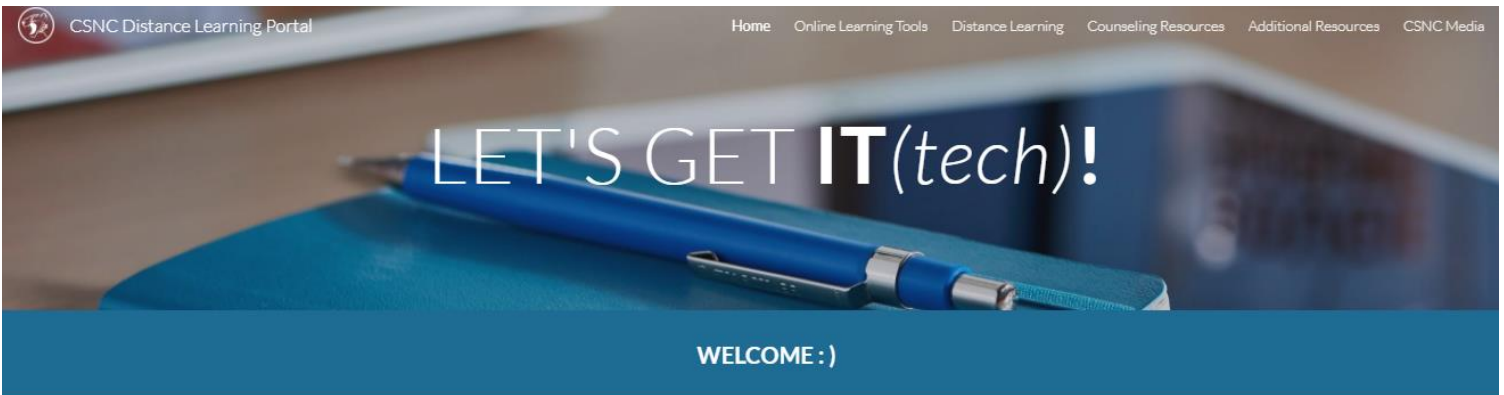 CSNC Distance Learning Portal
Home Online Learning Tools Distance Learning Counseling Resources Additional Resources CSNC Media
LET'S GET IT(tech)!
WELCOME : )